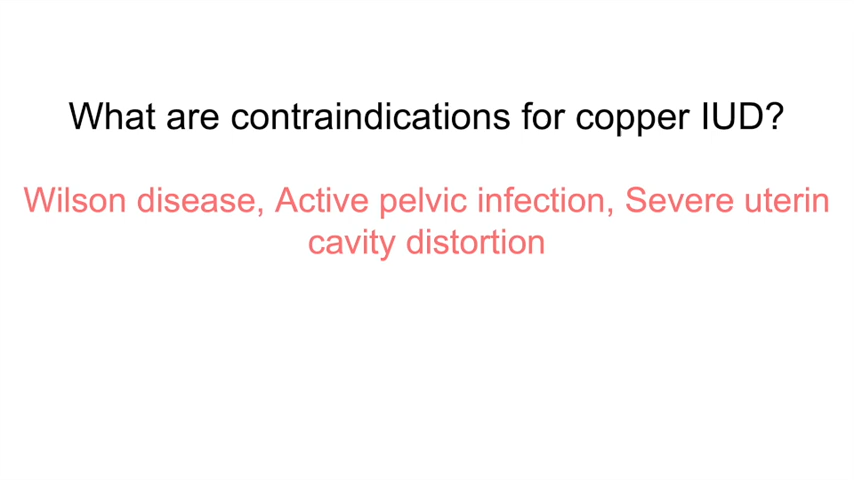 What are contraindications for copper IUD?
Wilson disease, Active pelvic infection, Severe uterin
cavity distortion